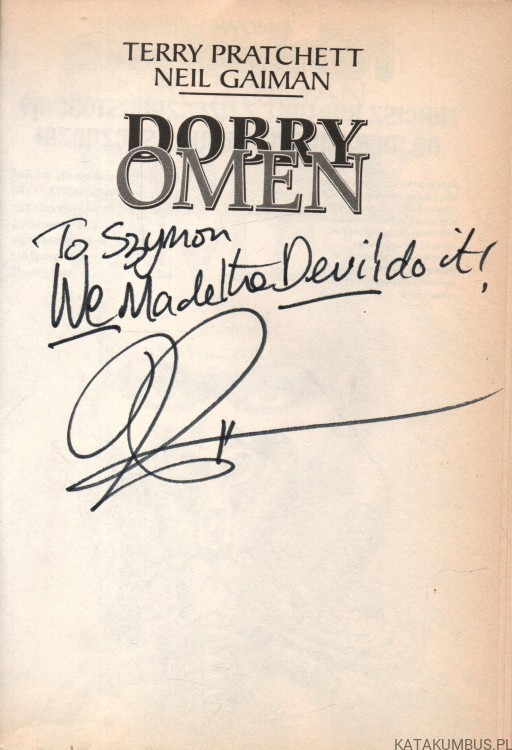 TERRY PRATCHETT
NEIL GAIMAN
DOBRY
OMEN
To Szymon
We Made the Devil do it!
KATAKUMBUS.PL